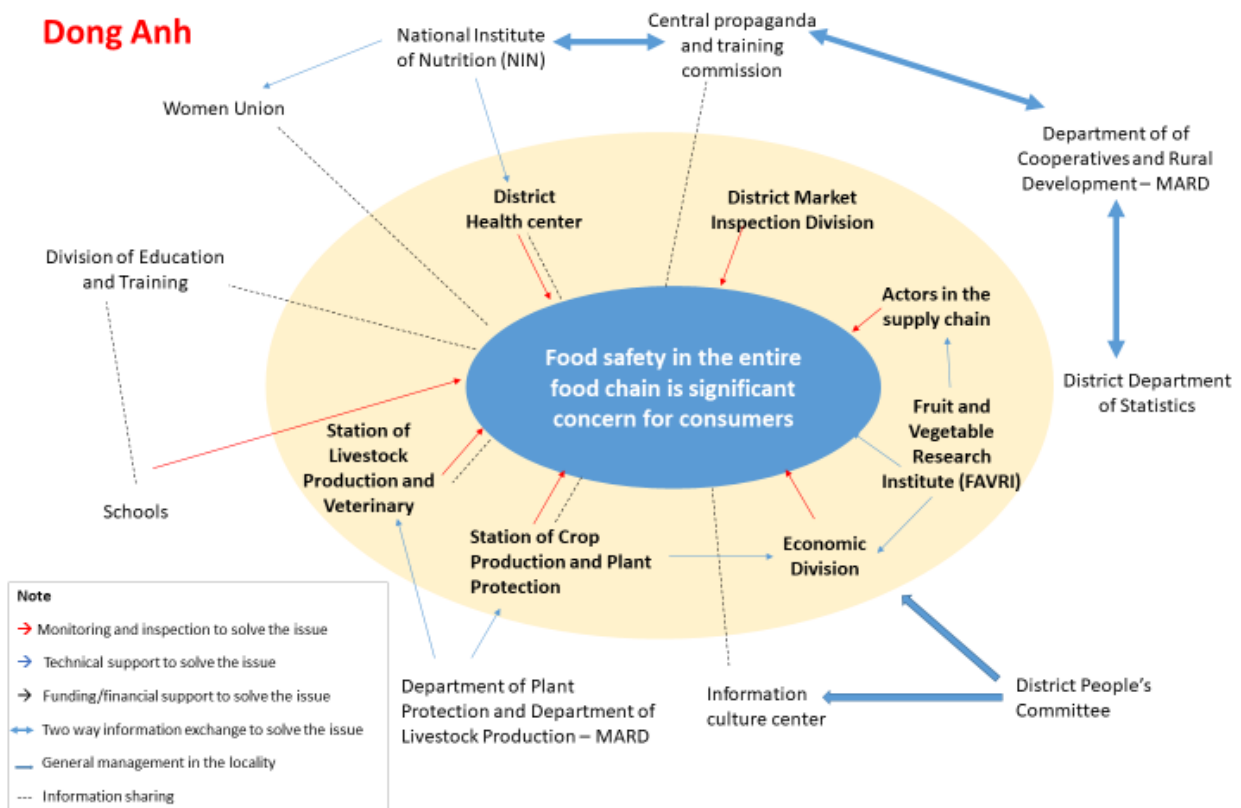 Dong Anh
National Institute
of Nutrition (NIN)
Central propaganda
and training
commission
Women Union
Department of of
Cooperatives and Rural
Development – MARD
District
Health center
District Market
Inspection Division
Division of Education
and Training
Actors in the
supply chain
Food safety in the entire
food chain is significant
concern for consumers
District Department
of Statistics
Station of
Livestock
Production and
Veterinary
Fruit and
Vegetable
Research
Institute (FAVRI)
Schools
Station of Crop
Production and Plant
Protection
Economic
Division
Note
Monitoring and inspection to solve the issue
Technical support to solve the issue
Funding/financial support to solve the issue
Two way information exchange to solve the issue
General management in the locality
Information sharing
Department of Plant
Protection and Department of
Livestock Production – MARD
Information
culture center
District People's
Committee